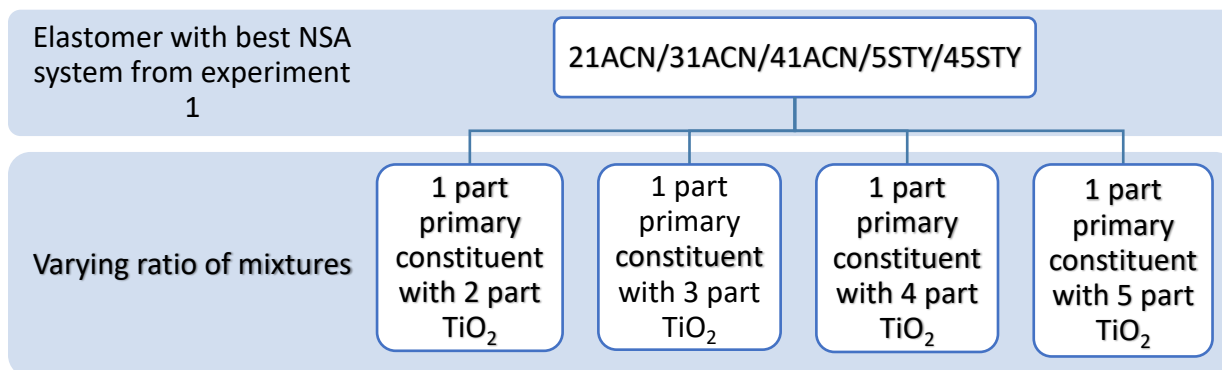 Elastomer with best NSA
system from experiment
1
21ACN/31ACN/41ACN/5STY/45STY
Varying ratio of mixtures
1 part
primary
constituent
with 2 part
TiO₂
1 part
primary
constituent
with 3 part
TiO₂
1 part
primary
constituent
with 4 part
TiO₂
1 part
primary
constituent
with 5 part
TiO₂